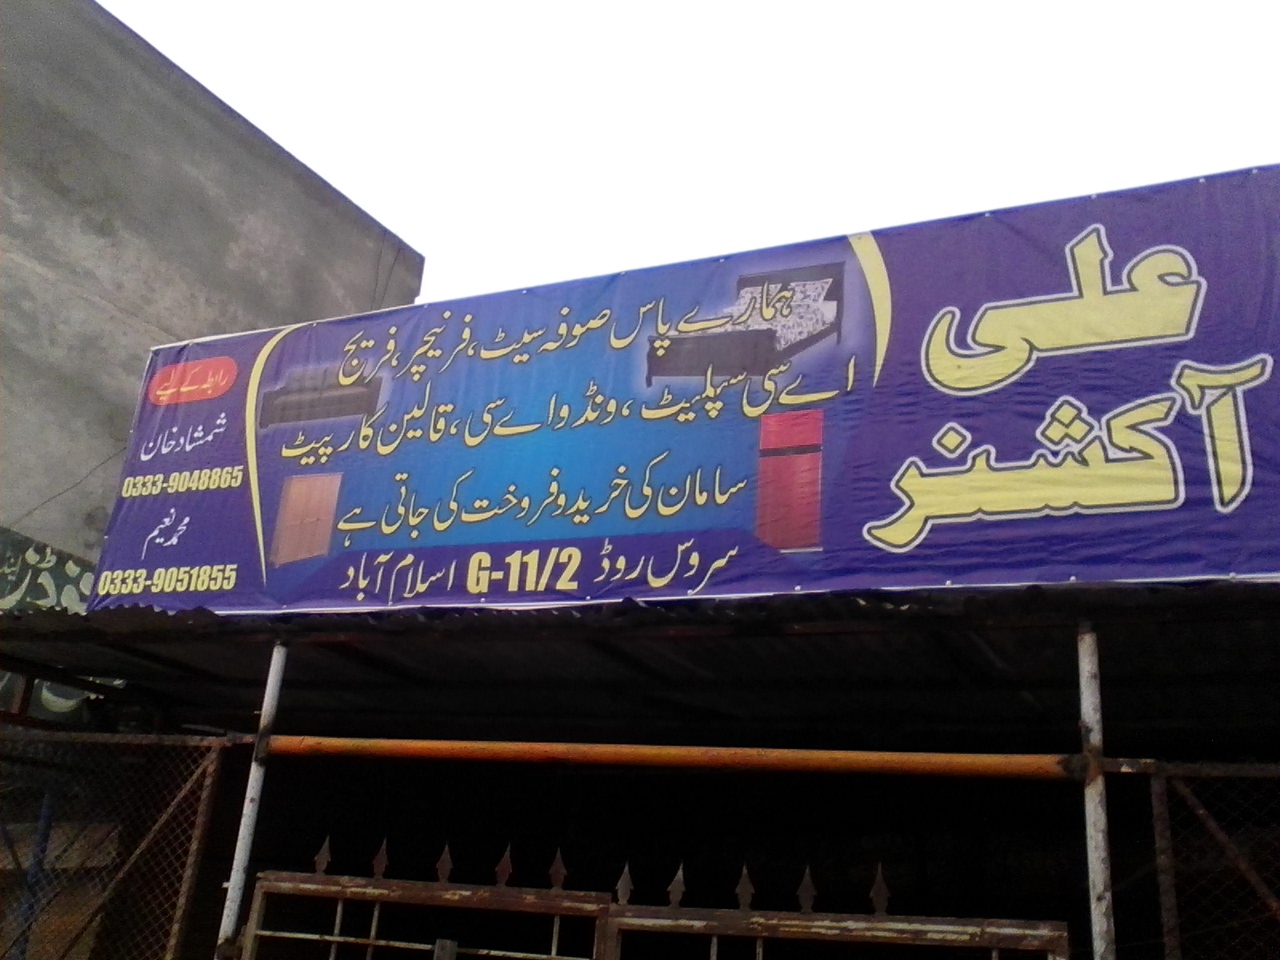 علی
آکشنر
ہمارے پاس صوفہ سیٹ، فرنیچر، فریج
اے سی سپلیٹ، ونڈو اے سی، قالین کارپیٹ
سامان کی خرید و فروخت کی جاتی ہے
سروس روڈ G-11/2 اسلام آباد
رابطہ کے لیے
شمشاد خان
0333-9048865
محمد نعیم
0333-9051855